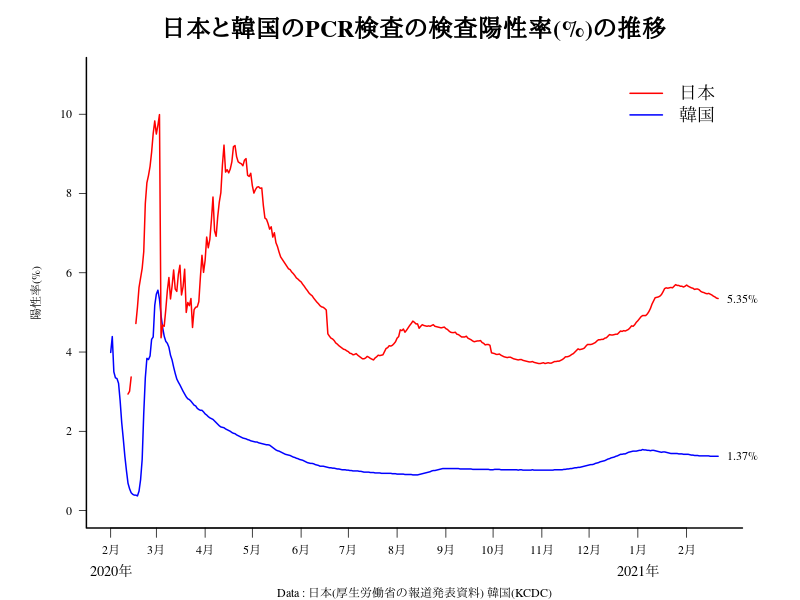 日本と韓国のPCR検査の検査陽性率(%)の推移
日本
韓国
陽性率(%)
10
8
6
4
2
0
5.35%
1.37%
2月 3月 4月 5月 6月 7月 8月 9月 10月 11月 12月 1月 2月
2020年 2021年
Data : 日本(厚生労働省の報道発表資料) 韓国(KCDC)